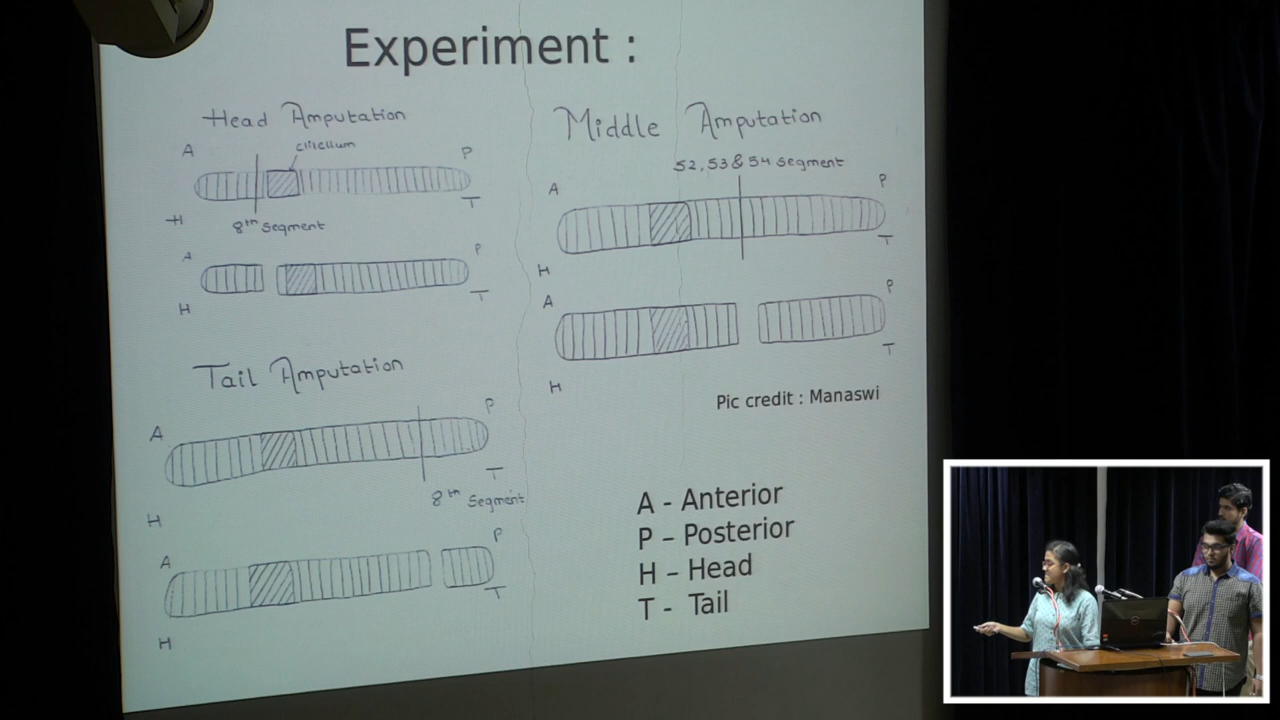 Experiment :
Head Amputation
A
clitellum
P
H
8th segment
T
A
P
H
T
Tail Amputation
A
P
H
T
8th segment
A
P
H
T
Middle Amputation
52, 53 & 54 segment
A
P
H
T
A
P
H
T
Pic credit : Manaswi
A - Anterior
P – Posterior
H – Head
T - Tail